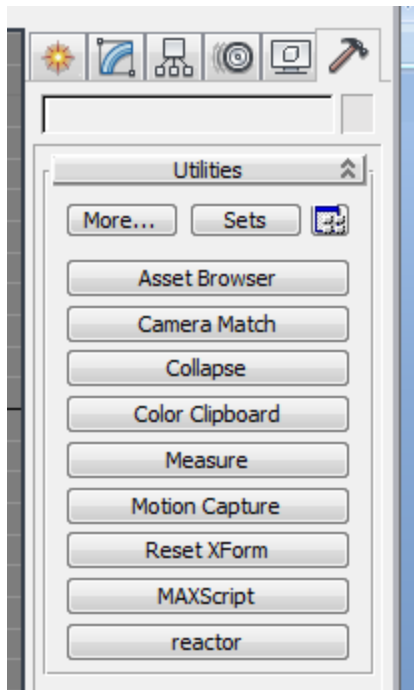 Utilities
More... Sets
Asset Browser
Camera Match
Collapse
Color Clipboard
Measure
Motion Capture
Reset XForm
MAXScript
reactor